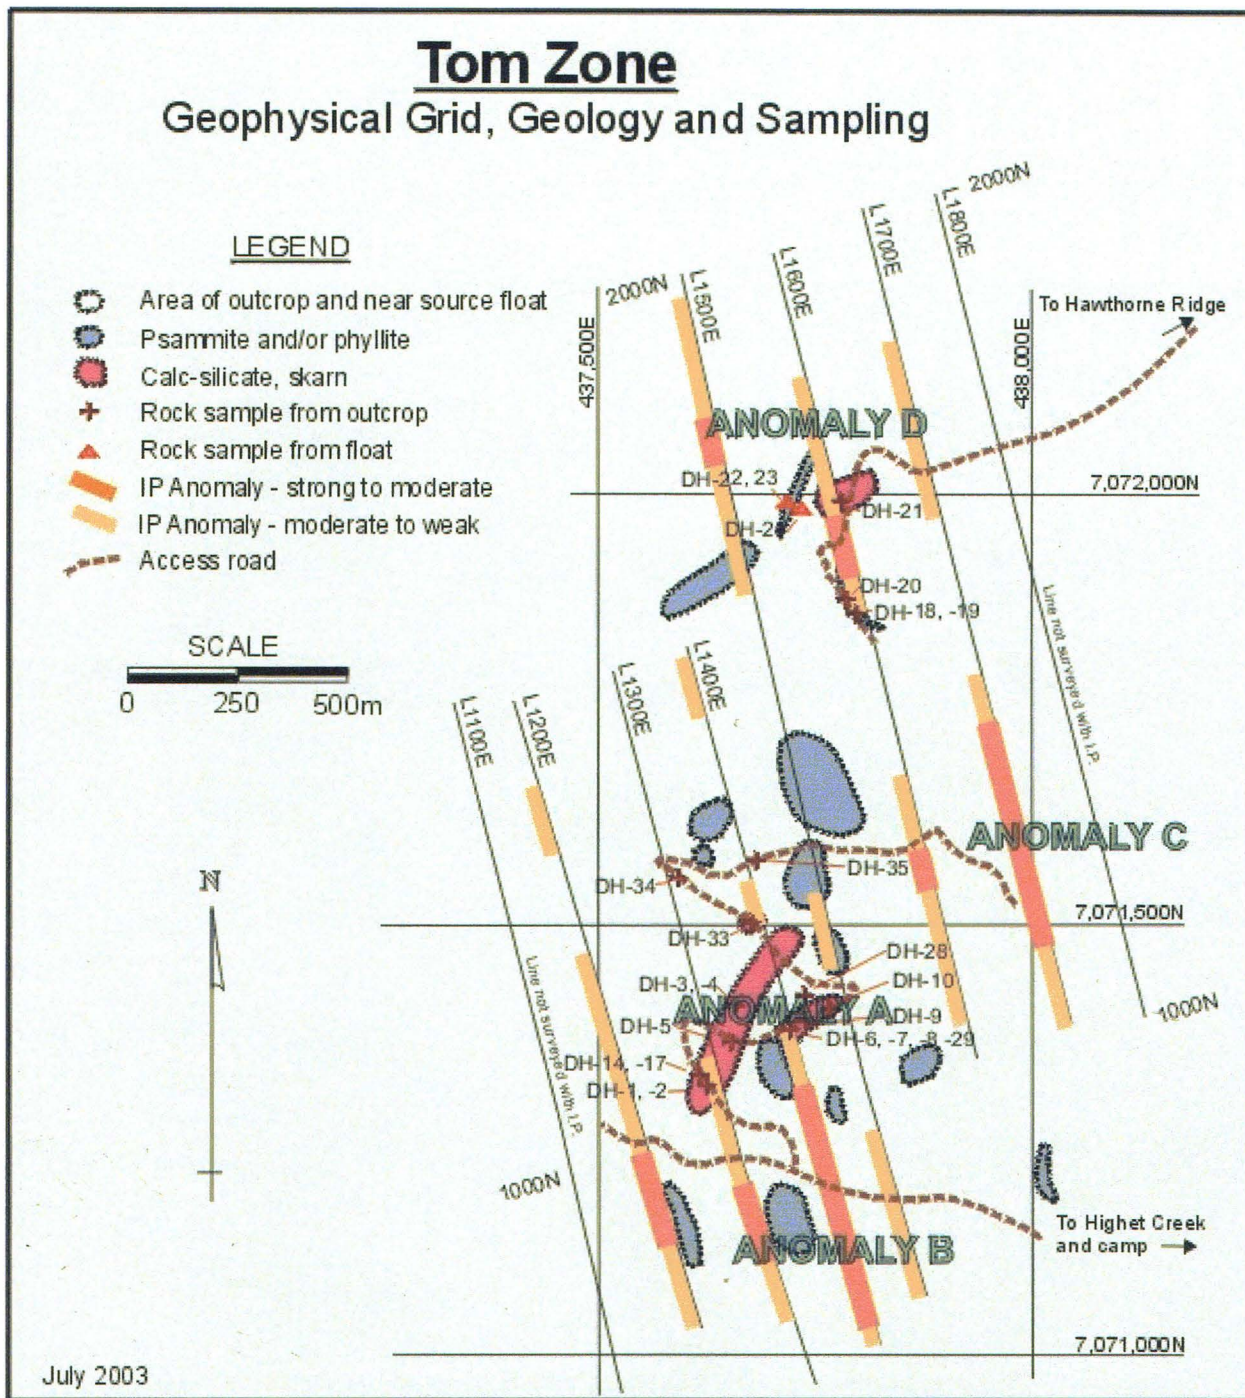 Tom Zone
Geophysical Grid, Geology and Sampling
LEGEND
Area of outcrop and near source float
Psammite and/or phyllite
Calc-silicate, skarn
Rock sample from outcrop
Rock sample from float
IP Anomaly - strong to moderate
IP Anomaly - moderate to weak
Access road
SCALE
0 250 500m
N
2000N
L1800E
L1700E
L1600E
L1500E
2000N
437,500E
438,000E
To Hawthorne Ridge
ANOMALY D
DH-22, 23
7,072,000N
DH-21
DH-2
DH-20
DH-18, -19
Line not surveyed with I.P.
L1400E
L1300E
L1200E
L1100E
ANOMALY C
DH-35
DH-34
7,071,500N
DH-33
DH-28
DH-3, -4
DH-10
ANOMALY A
DH-9
DH-5
DH-6, -7, -8 -29
1000N
DH-14, -17
DH-1, -2
Line not surveyed with I.P.
1000N
To Highet Creek
and camp
ANOMALY B
7,071,000N
July 2003